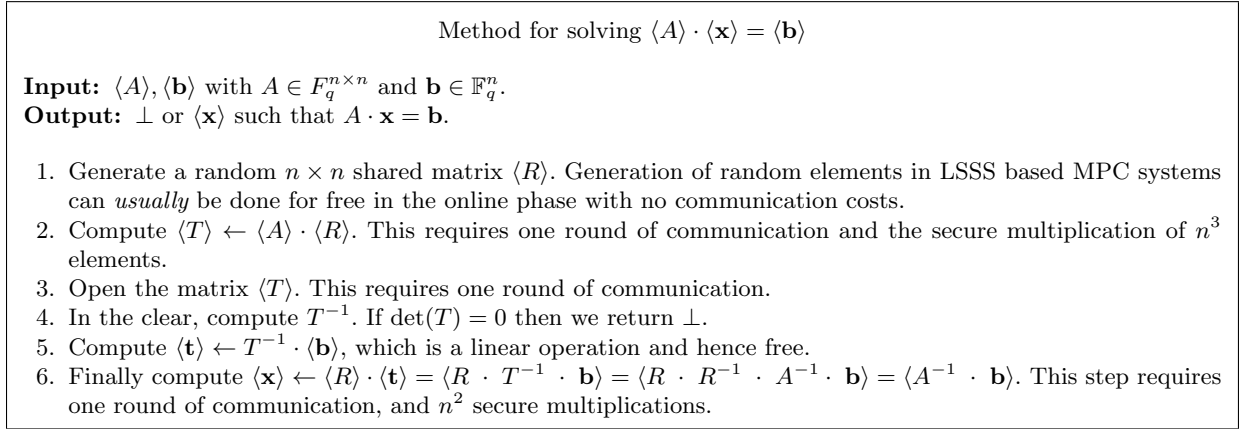 Method for solving ⟨A⟩ · ⟨x⟩ = ⟨b⟩
Input: ⟨A⟩, ⟨b⟩ with A ∈ F_q^{n×n} and b ∈ 𝔽_q^n.
Output: ⊥ or ⟨x⟩ such that A · x = b.
1. Generate a random n × n shared matrix ⟨R⟩. Generation of random elements in LSSS based MPC systems
can usually be done for free in the online phase with no communication costs.
2. Compute ⟨T⟩ ← ⟨A⟩ · ⟨R⟩. This requires one round of communication and the secure multiplication of n^3
elements.
3. Open the matrix ⟨T⟩. This requires one round of communication.
4. In the clear, compute T^{-1}. If det(T) = 0 then we return ⊥.
5. Compute ⟨t⟩ ← T^{-1} · ⟨b⟩, which is a linear operation and hence free.
6. Finally compute ⟨x⟩ ← ⟨R⟩ · ⟨t⟩ = ⟨R · T^{-1} · b⟩ = ⟨R · R^{-1} · A^{-1} · b⟩ = ⟨A^{-1} · b⟩. This step requires
one round of communication, and n^2 secure multiplications.